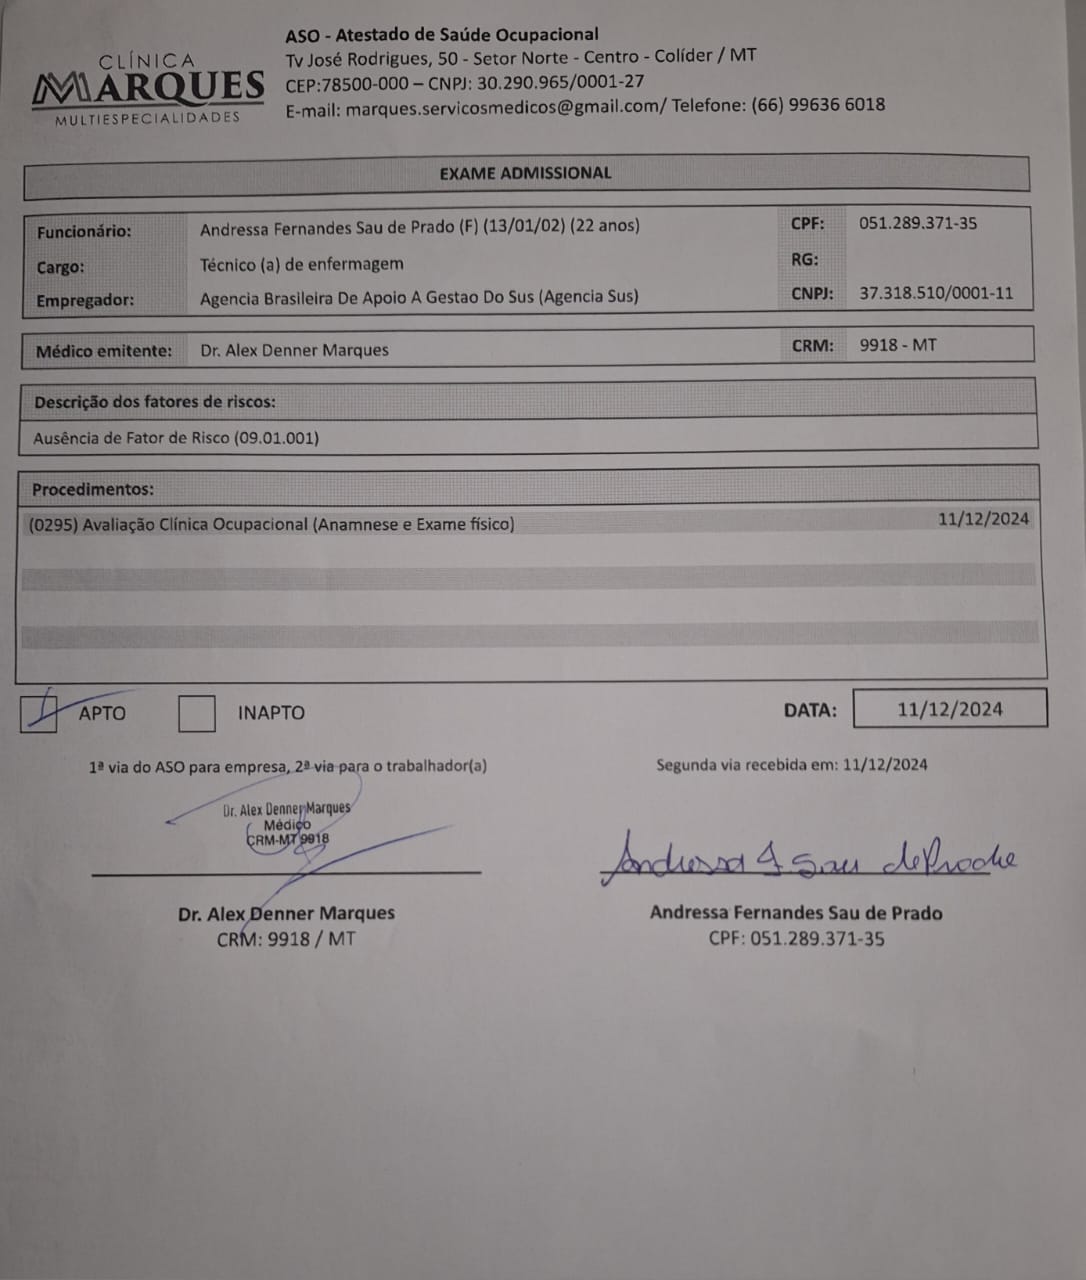 CLÍNICA
MARQUES
MULTIESPECIALIDADES
ASO - Atestado de Saúde Ocupacional
Tv José Rodrigues, 50 - Setor Norte - Centro - Colíder / MT
CEP:78500-000 – CNPJ: 30.290.965/0001-27
E-mail: marques.servicosmedicos@gmail.com/ Telefone: (66) 99636 6018
EXAME ADMISSIONAL
Funcionário: Andressa Fernandes Sau de Prado (F) (13/01/02) (22 anos) CPF: 051.289.371-35
Cargo: Técnico (a) de enfermagem RG:
Empregador: Agencia Brasileira De Apoio A Gestao Do Sus (Agencia Sus) CNPJ: 37.318.510/0001-11
Médico emitente: Dr. Alex Denner Marques CRM: 9918 - MT
Descrição dos fatores de riscos:
Ausência de Fator de Risco (09.01.001)
Procedimentos:
(0295) Avaliação Clínica Ocupacional (Anamnese e Exame físico) 11/12/2024
APTO INAPTO DATA: 11/12/2024
1ª via do ASO para empresa, 2ª via para o trabalhador(a) Segunda via recebida em: 11/12/2024
Dr. Alex Denner Marques
Médico
CRM-MT 9918
Andressa F. Sau de Prado
Dr. Alex Denner Marques Andressa Fernandes Sau de Prado
CRM: 9918 / MT CPF: 051.289.371-35